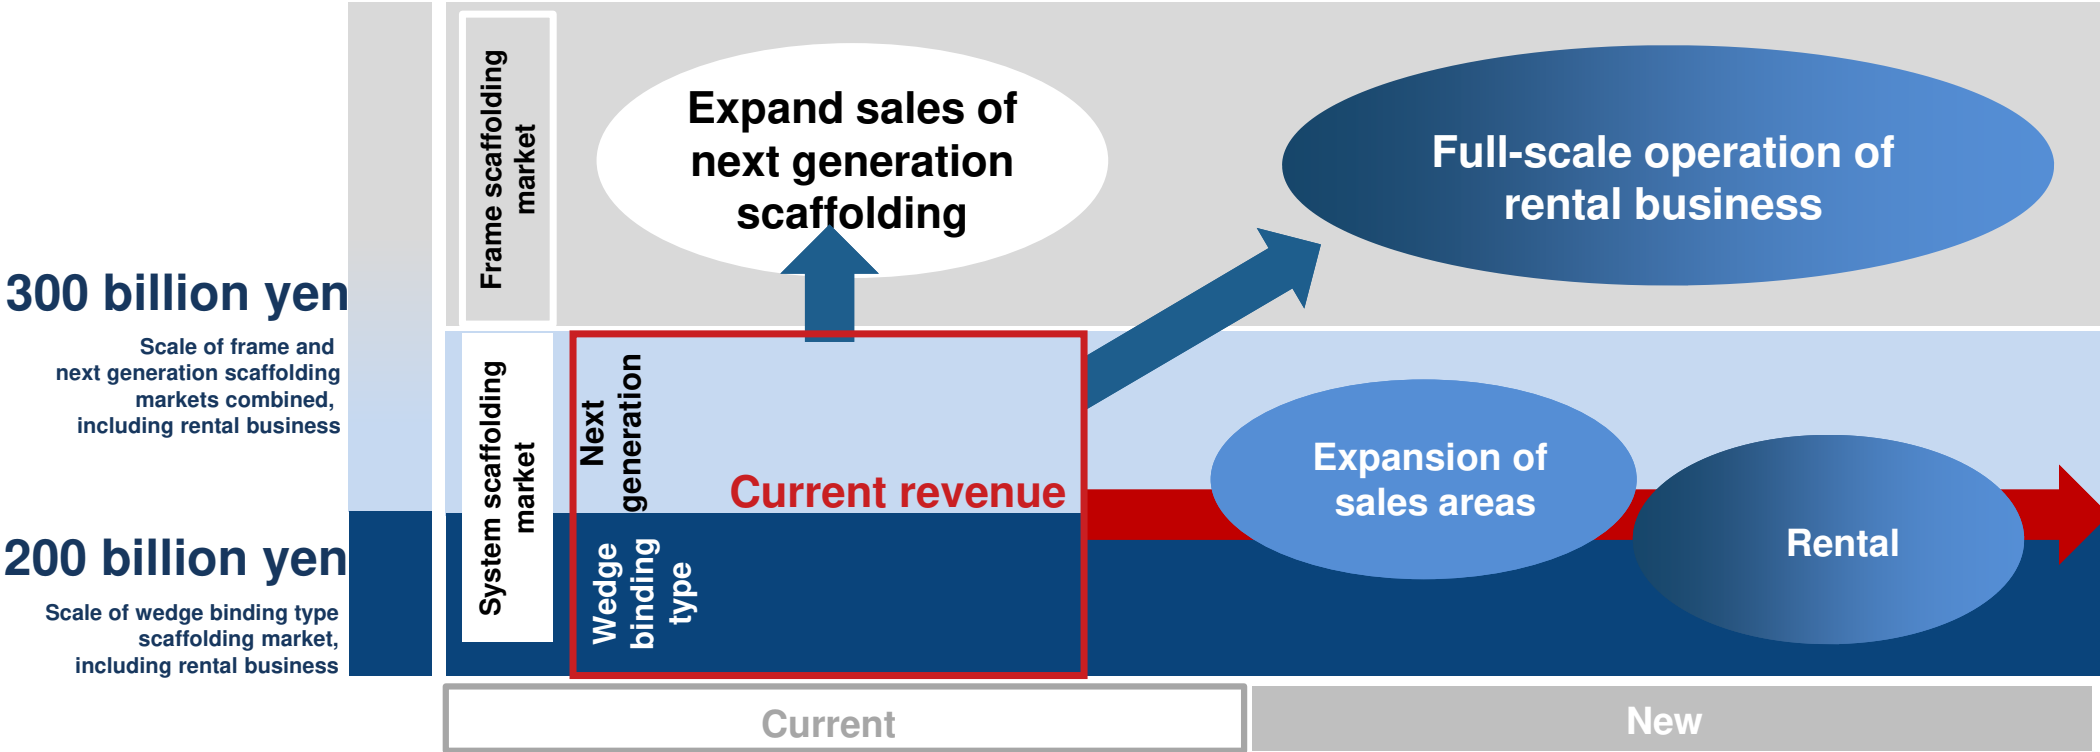 300 billion yen
Scale of frame and
next generation scaffolding
markets combined,
including rental business
200 billion yen
Scale of wedge binding type
scaffolding market,
including rental business
Frame scaffolding
market
Expand sales of
next generation
scaffolding
Full-scale operation of
rental business
System scaffolding
market
Next
generation
Current revenue
Wedge
binding
type
Expansion of
sales areas
Rental
Current
New